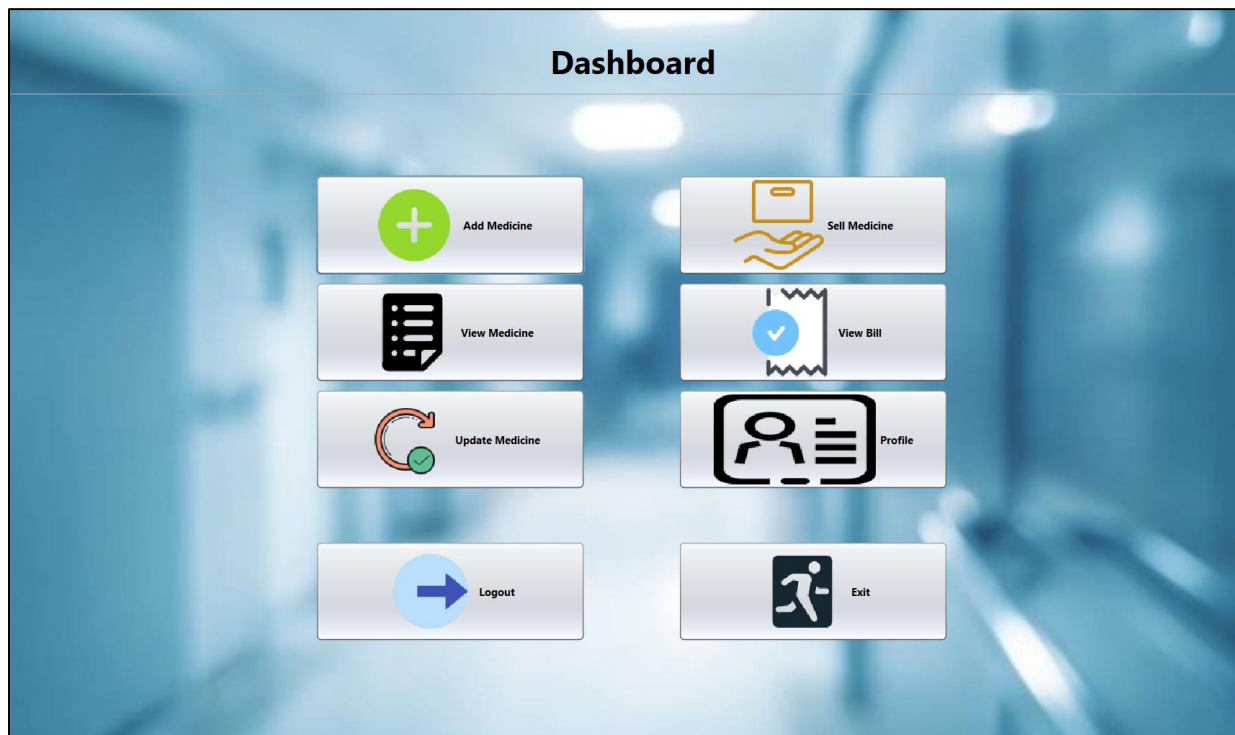 Dashboard
Add Medicine
Sell Medicine
View Medicine
View Bill
Update Medicine
Profile
Logout
Exit